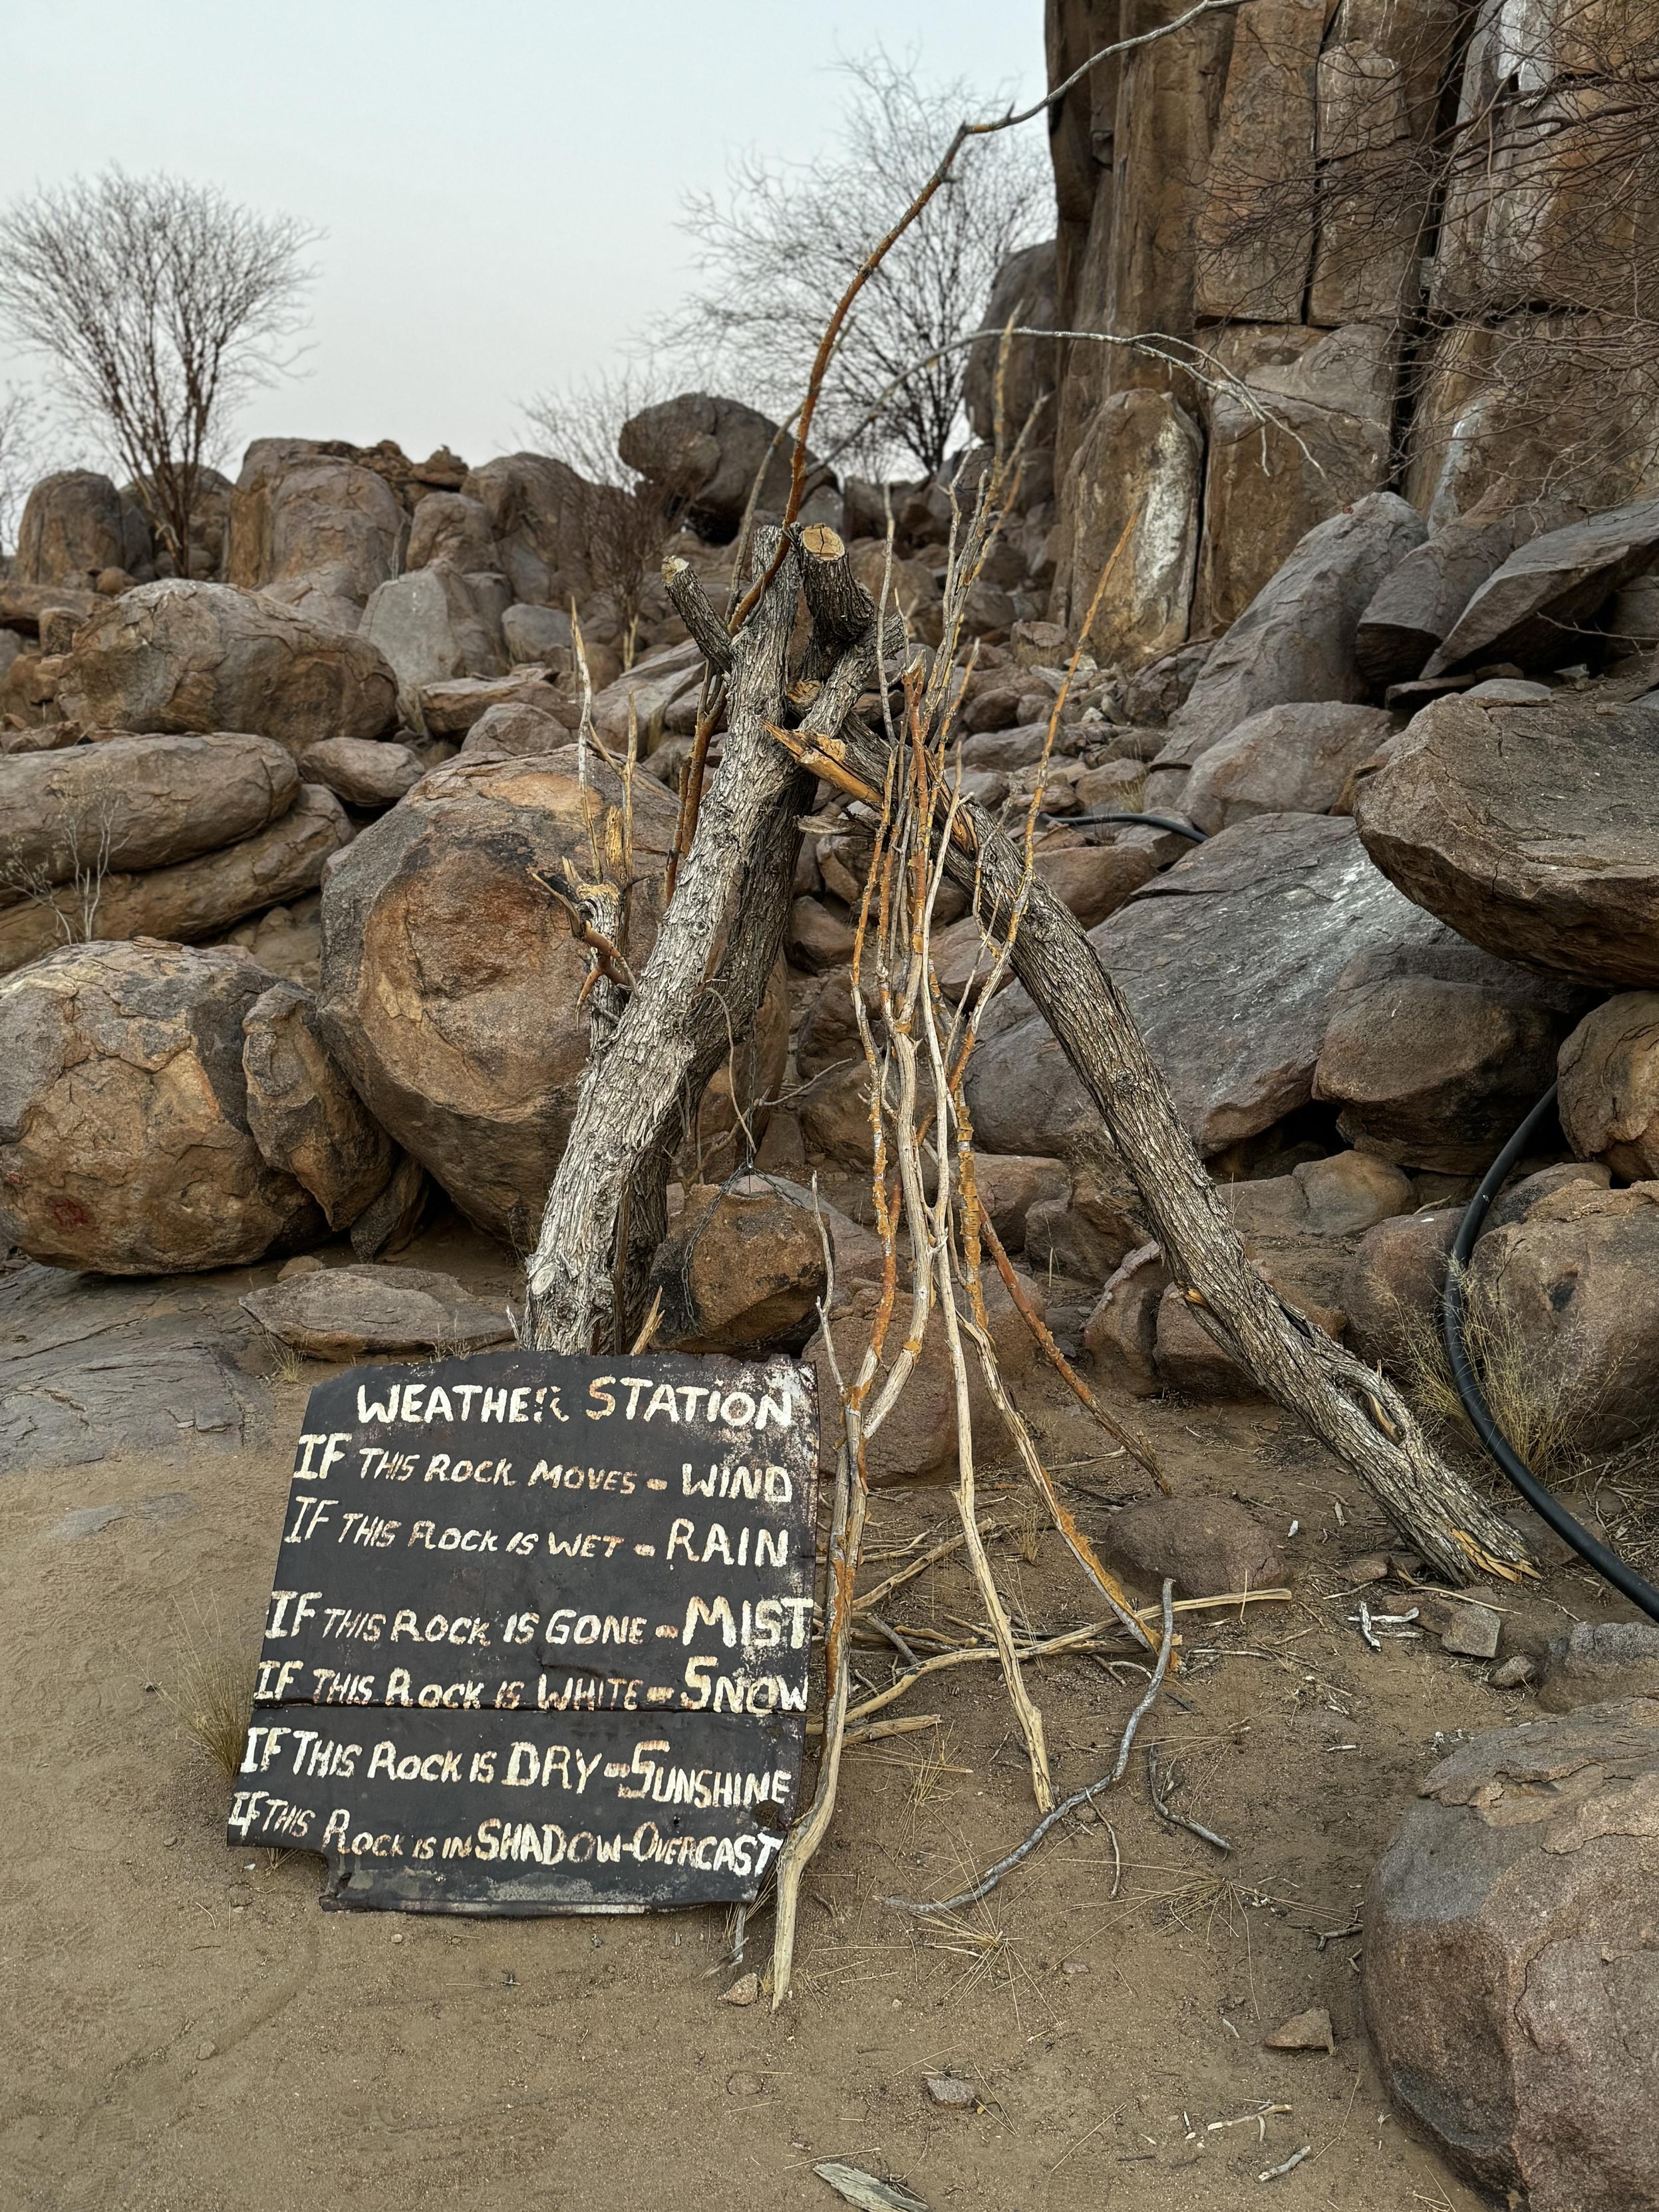 WEATHER STATION
IF THIS ROCK MOVES - WIND
IF THIS ROCK IS WET - RAIN
IF THIS ROCK IS GONE - MIST
IF THIS ROCK IS WHITE - SNOW
IF THIS ROCK IS DRY - SUNSHINE
IF THIS ROCK IS IN SHADOW - OVERCAST